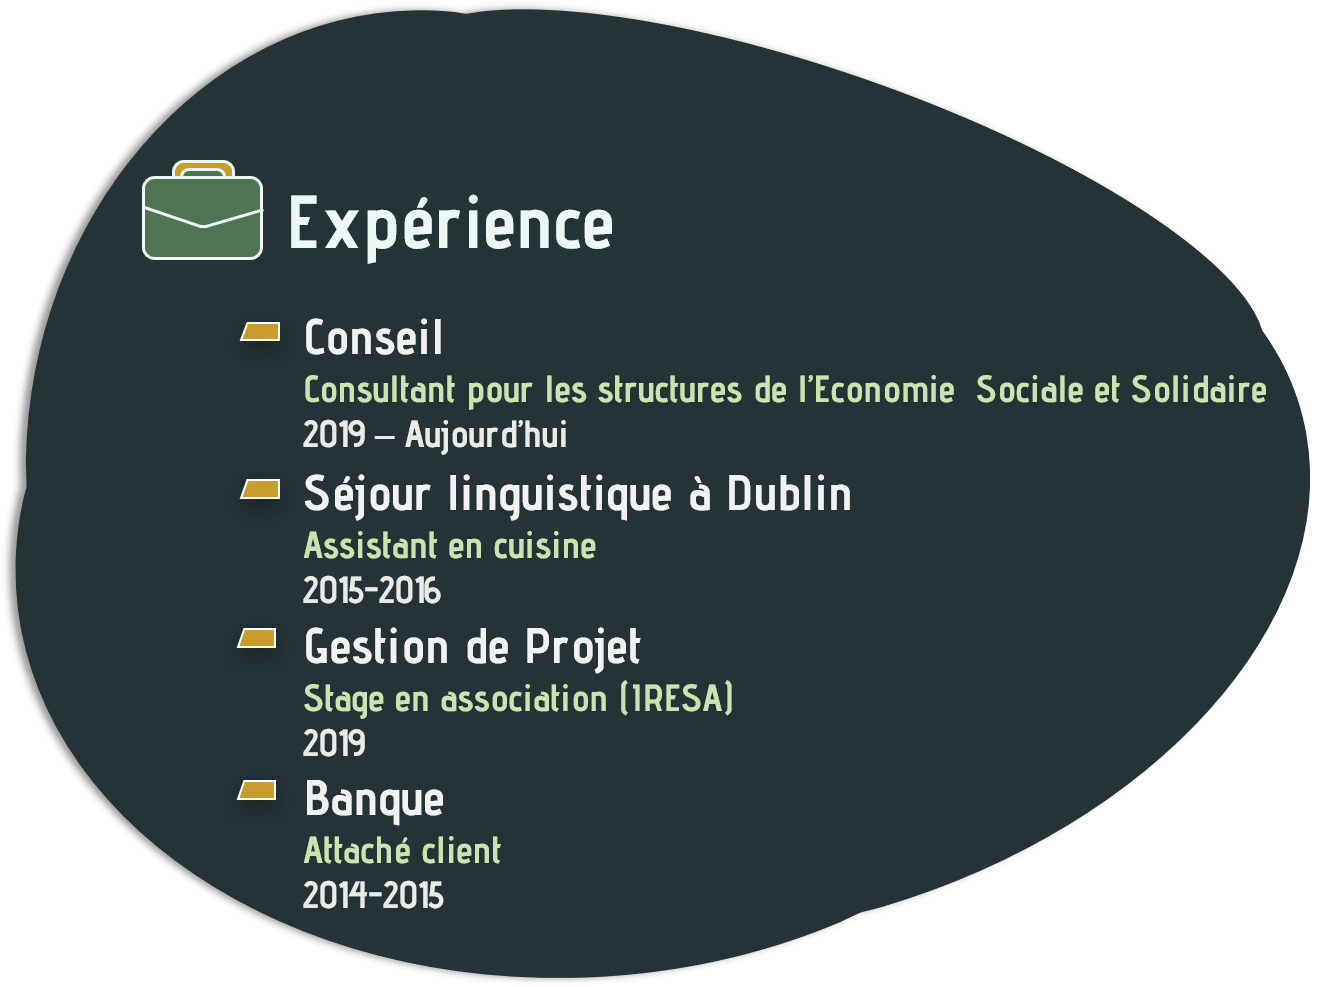 Expérience
Conseil
Consultant pour les structures de l’Economie  Sociale et Solidaire
2019 – Aujourd’hui
Séjour linguistique à Dublin
Assistant en cuisine
2015-2016
Gestion de Projet
Stage en association (IRESA)
2019
Banque
Attaché client
2014-2015